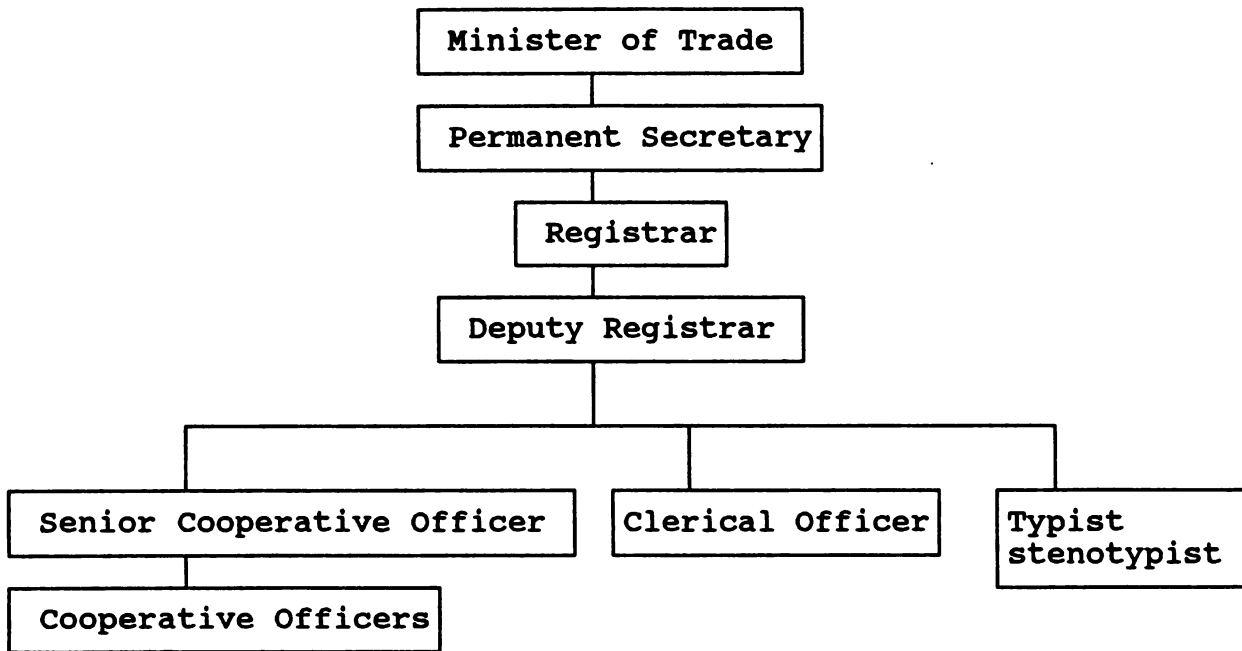 Minister of Trade
Permanent Secretary
Registrar
Deputy Registrar
Senior Cooperative Officer
Clerical Officer
Typist
stenotypist
Cooperative Officers